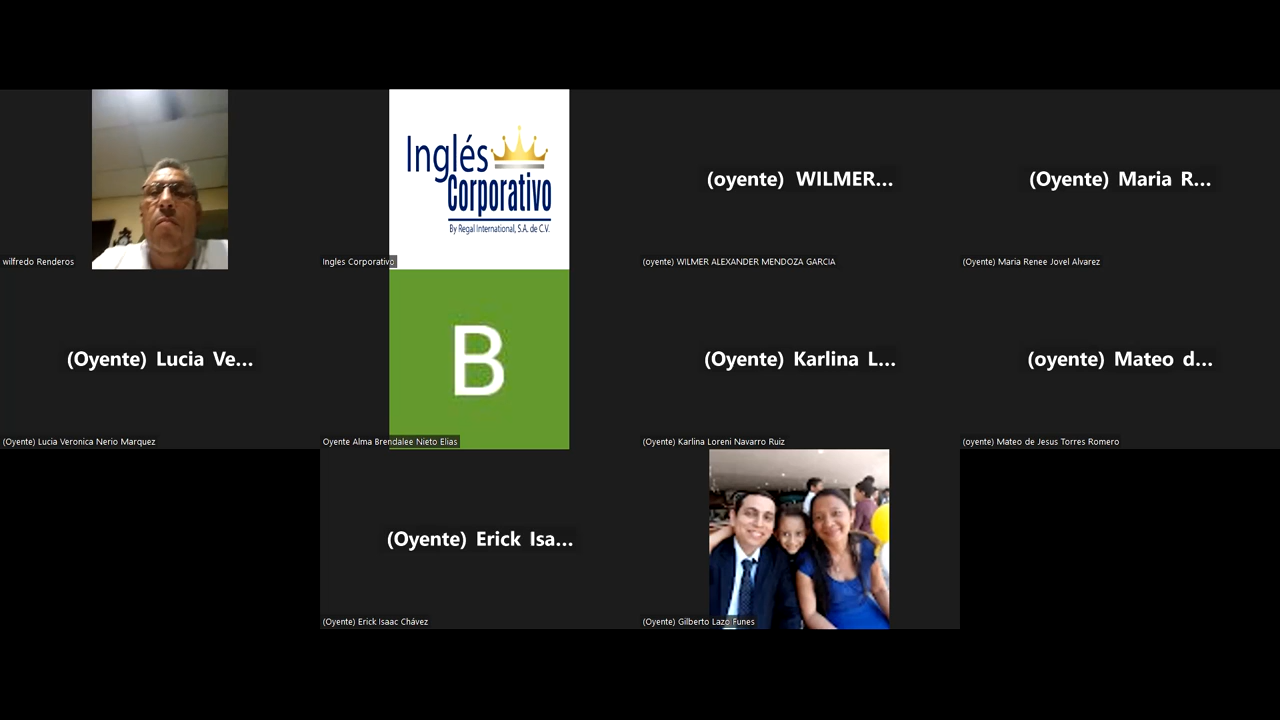 wilfredo Renderos
Inglés
Corporativo
By Regal International, S.A. de C.V.
Ingles Corporativo
(oyente) WILMER...
(oyente) WILMER ALEXANDER MENDOZA GARCIA
(Oyente) Maria R...
(Oyente) Maria Renee Jovel Alvarez
(Oyente) Lucia Ve...
(Oyente) Lucia Veronica Nerio Marquez
B
Oyente Alma Brendalee Nieto Elias
(Oyente) Karlina L...
(Oyente) Karlina Loreni Navarro Ruiz
(oyente) Mateo d...
(oyente) Mateo de Jesus Torres Romero
(Oyente) Erick Isa...
(Oyente) Erick Isaac Chávez
(Oyente) Gilberto Lazo Funes